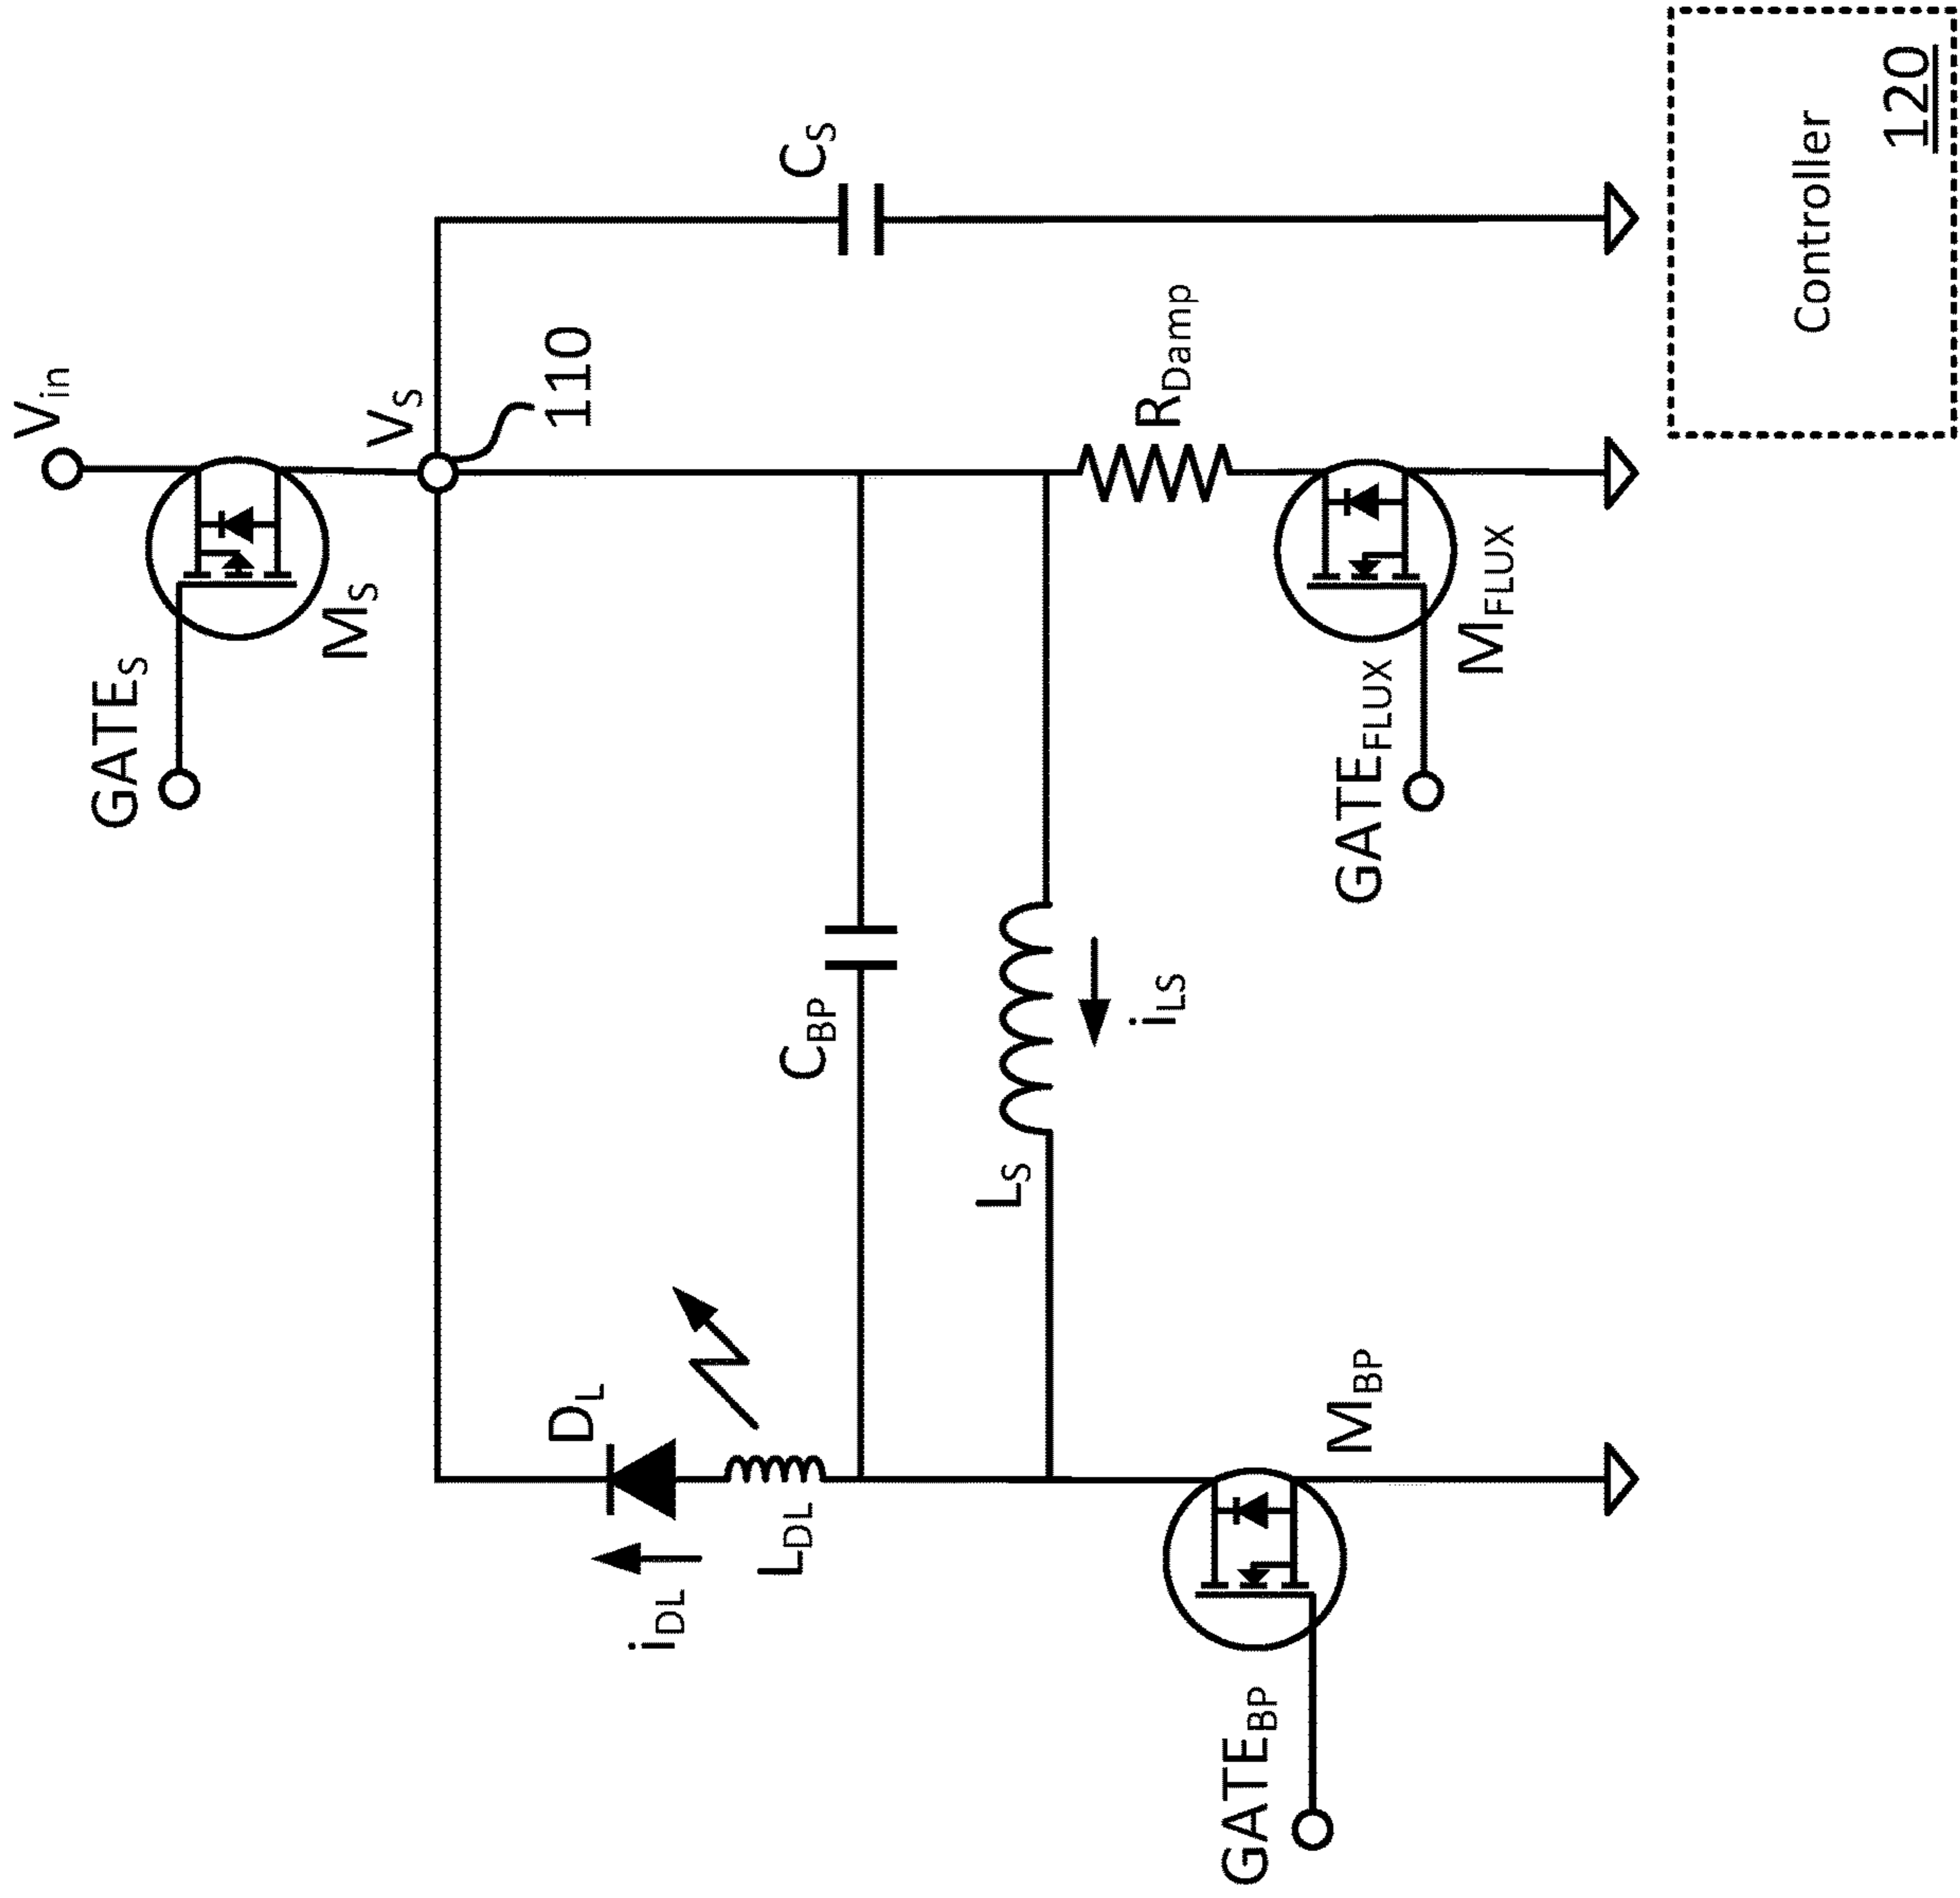 V_in
GATE_S
M_S
V_S
110
C_S
D_L
i_DL
L_DL
C_BP
L_S
i_LS
R_Damp
GATE_FLUX
M_FLUX
GATE_BP
M_BP
Controller
120